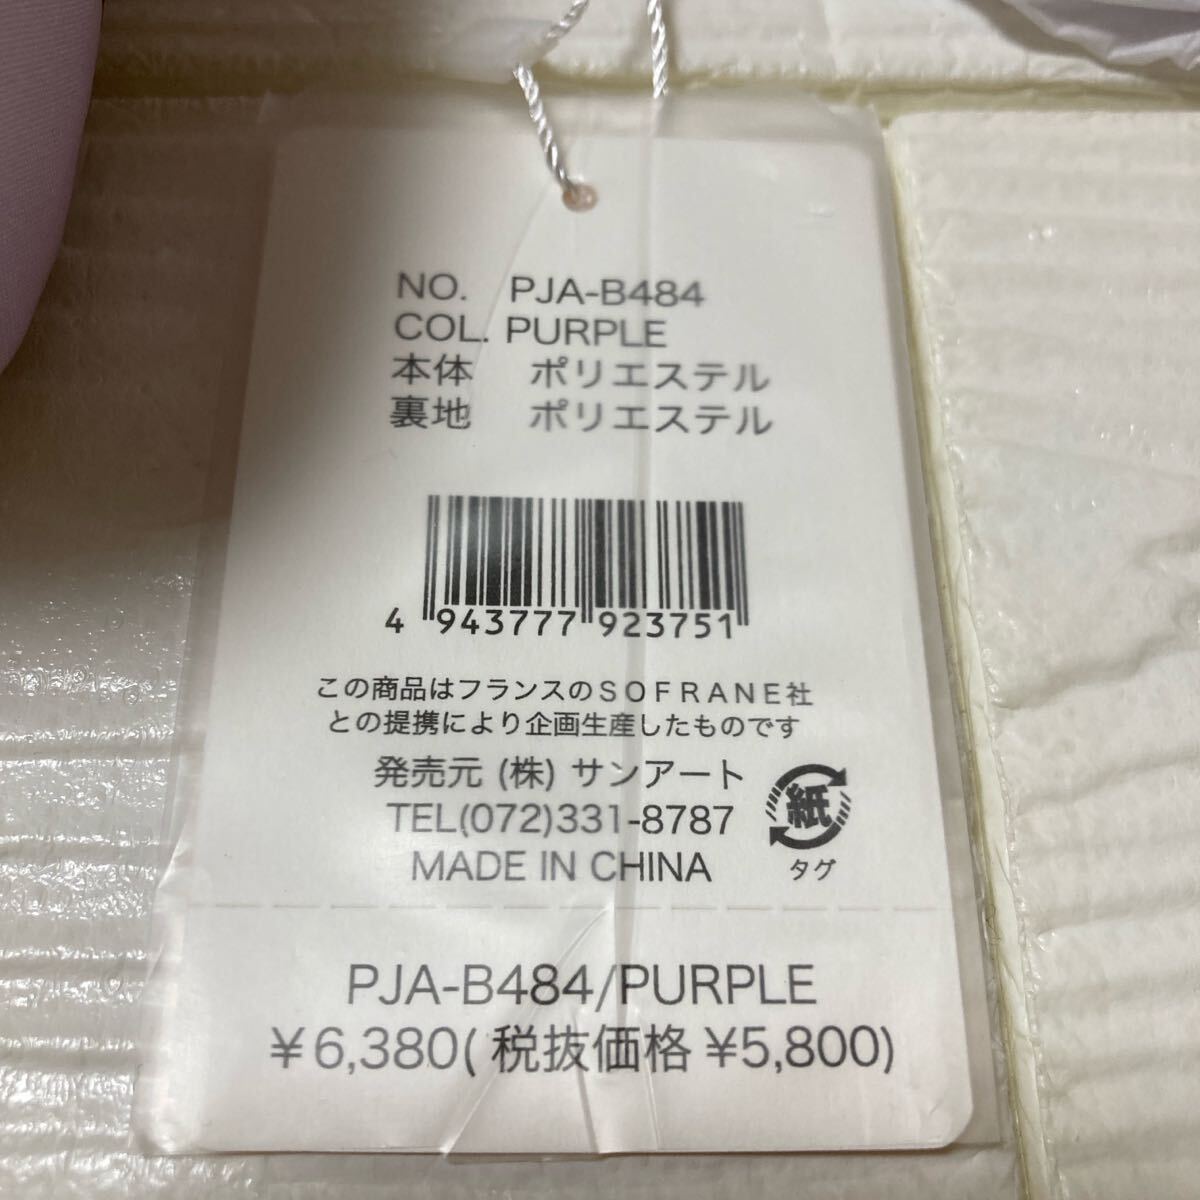 NO. PJA-B484
COL. PURPLE
本体 ポリエステル
裏地 ポリエステル
4 943777 923751
この商品はフランスのSOFRANE社
との提携により企画生産したものです
発売元 (株) サンアート
TEL(072)331-8787
MADE IN CHINA
紙
タグ
PJA-B484/PURPLE
¥6,380( 税抜価格 ¥5,800)